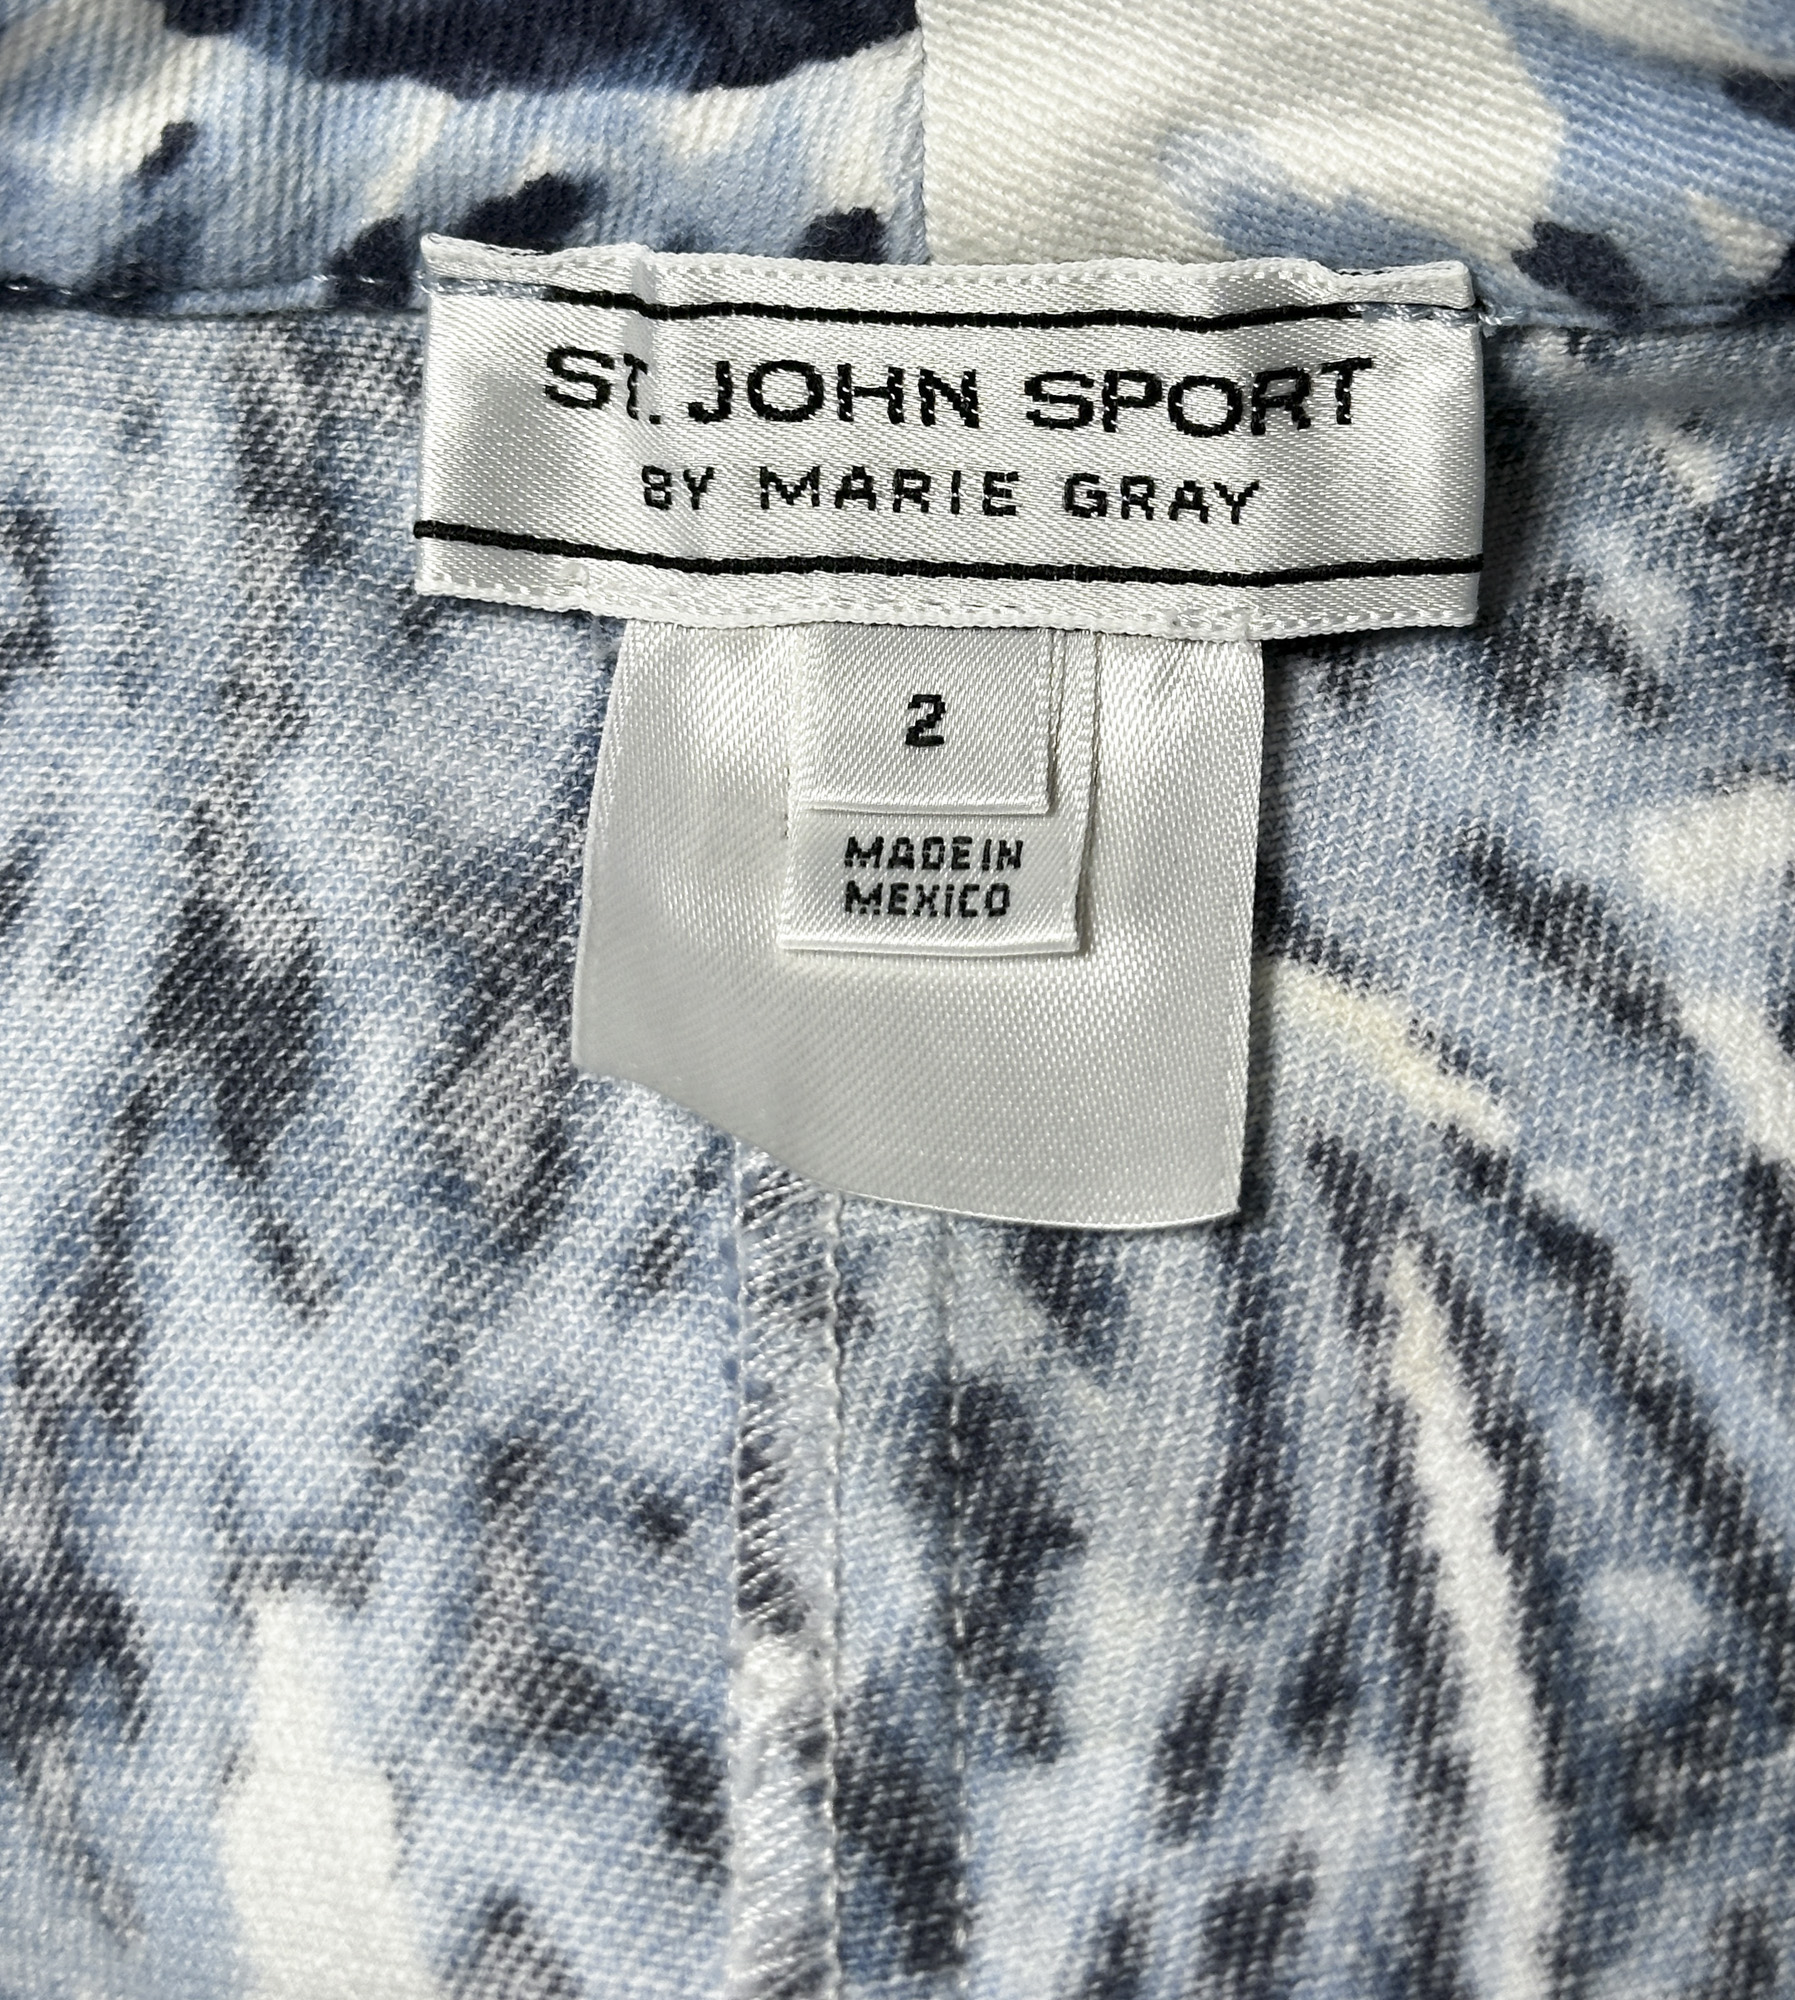 ST. JOHN SPORT
BY MARIE GRAY
2
MADE IN
MEXICO